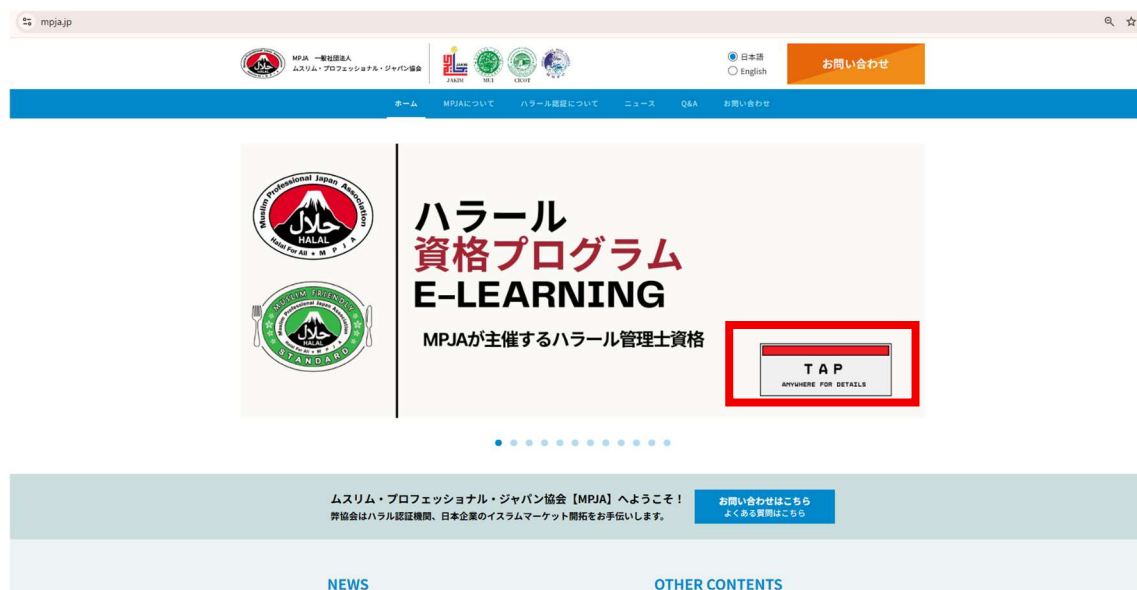 mpja.jp
MPJA 一般社団法人
ムスリム・プロフェッショナル・ジャパン協会
JAKIM
MUI
CICOT
日本語
English
お問い合わせ
ホーム
MPJAについて
ハラール認証について
ニュース
Q&A
お問い合わせ
Muslim Professional Japan Association
حلال
HALAL
Halal For All • M P J A
ハラール
資格プログラム
E-LEARNING
MPJAが主催するハラール管理士資格
MUSLIM FRIENDLY
Muslim Professional Japan Association
حلال
HALAL
STANDARD
TAP
ANYWHERE FOR DETAILS
ムスリム・プロフェッショナル・ジャパン協会【MPJA】へようこそ！
弊協会はハラル認証機関、日本企業のイスラムマーケット開拓をお手伝いします。
お問い合わせはこちら
よくある質問はこちら
NEWS
OTHER CONTENTS